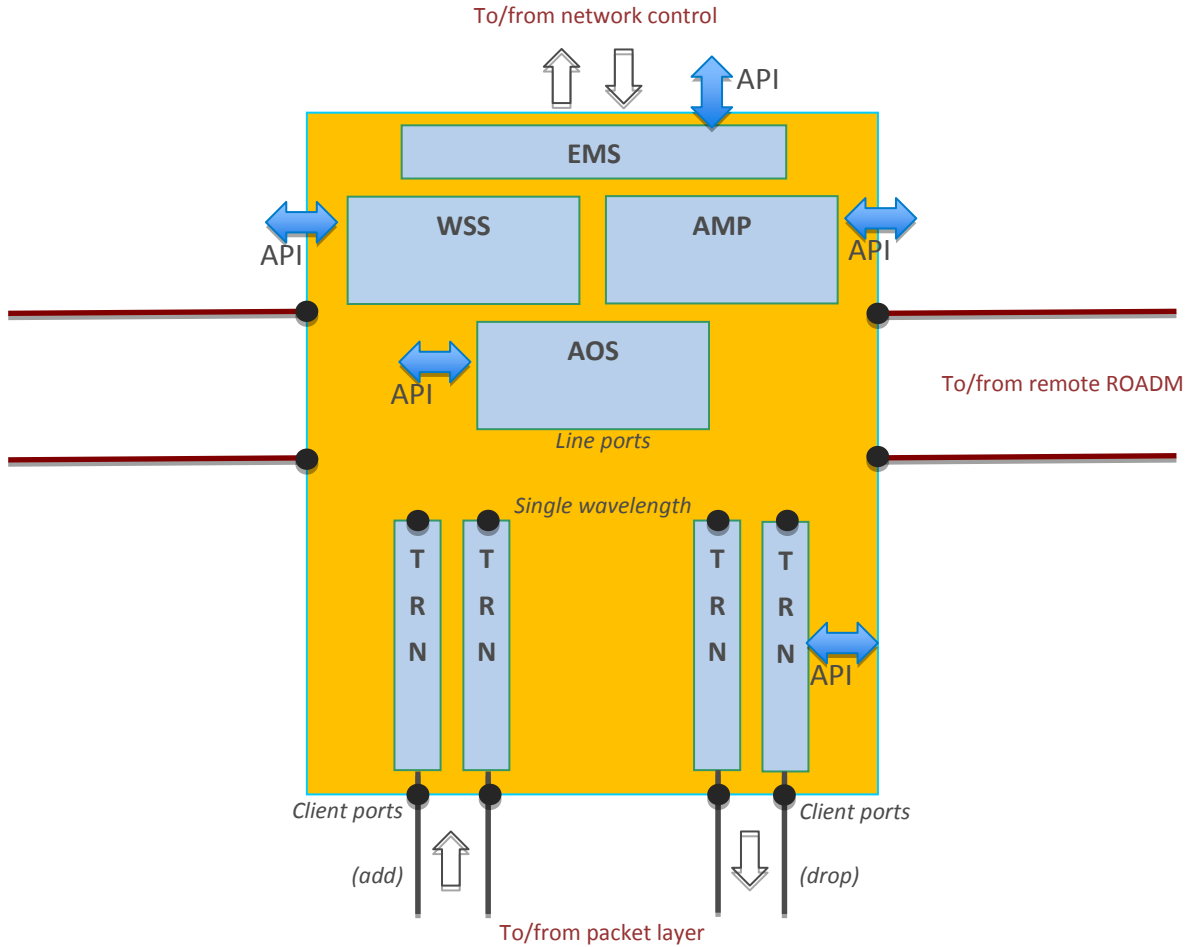 To/from network control
API
EMS
WSS
AMP
API
API
AOS
API
To/from remote ROADM
Line ports
Single wavelength
T
R
N
T
R
N
T
R
N
T
R
N
API
Client ports
Client ports
(add)
(drop)
To/from packet layer